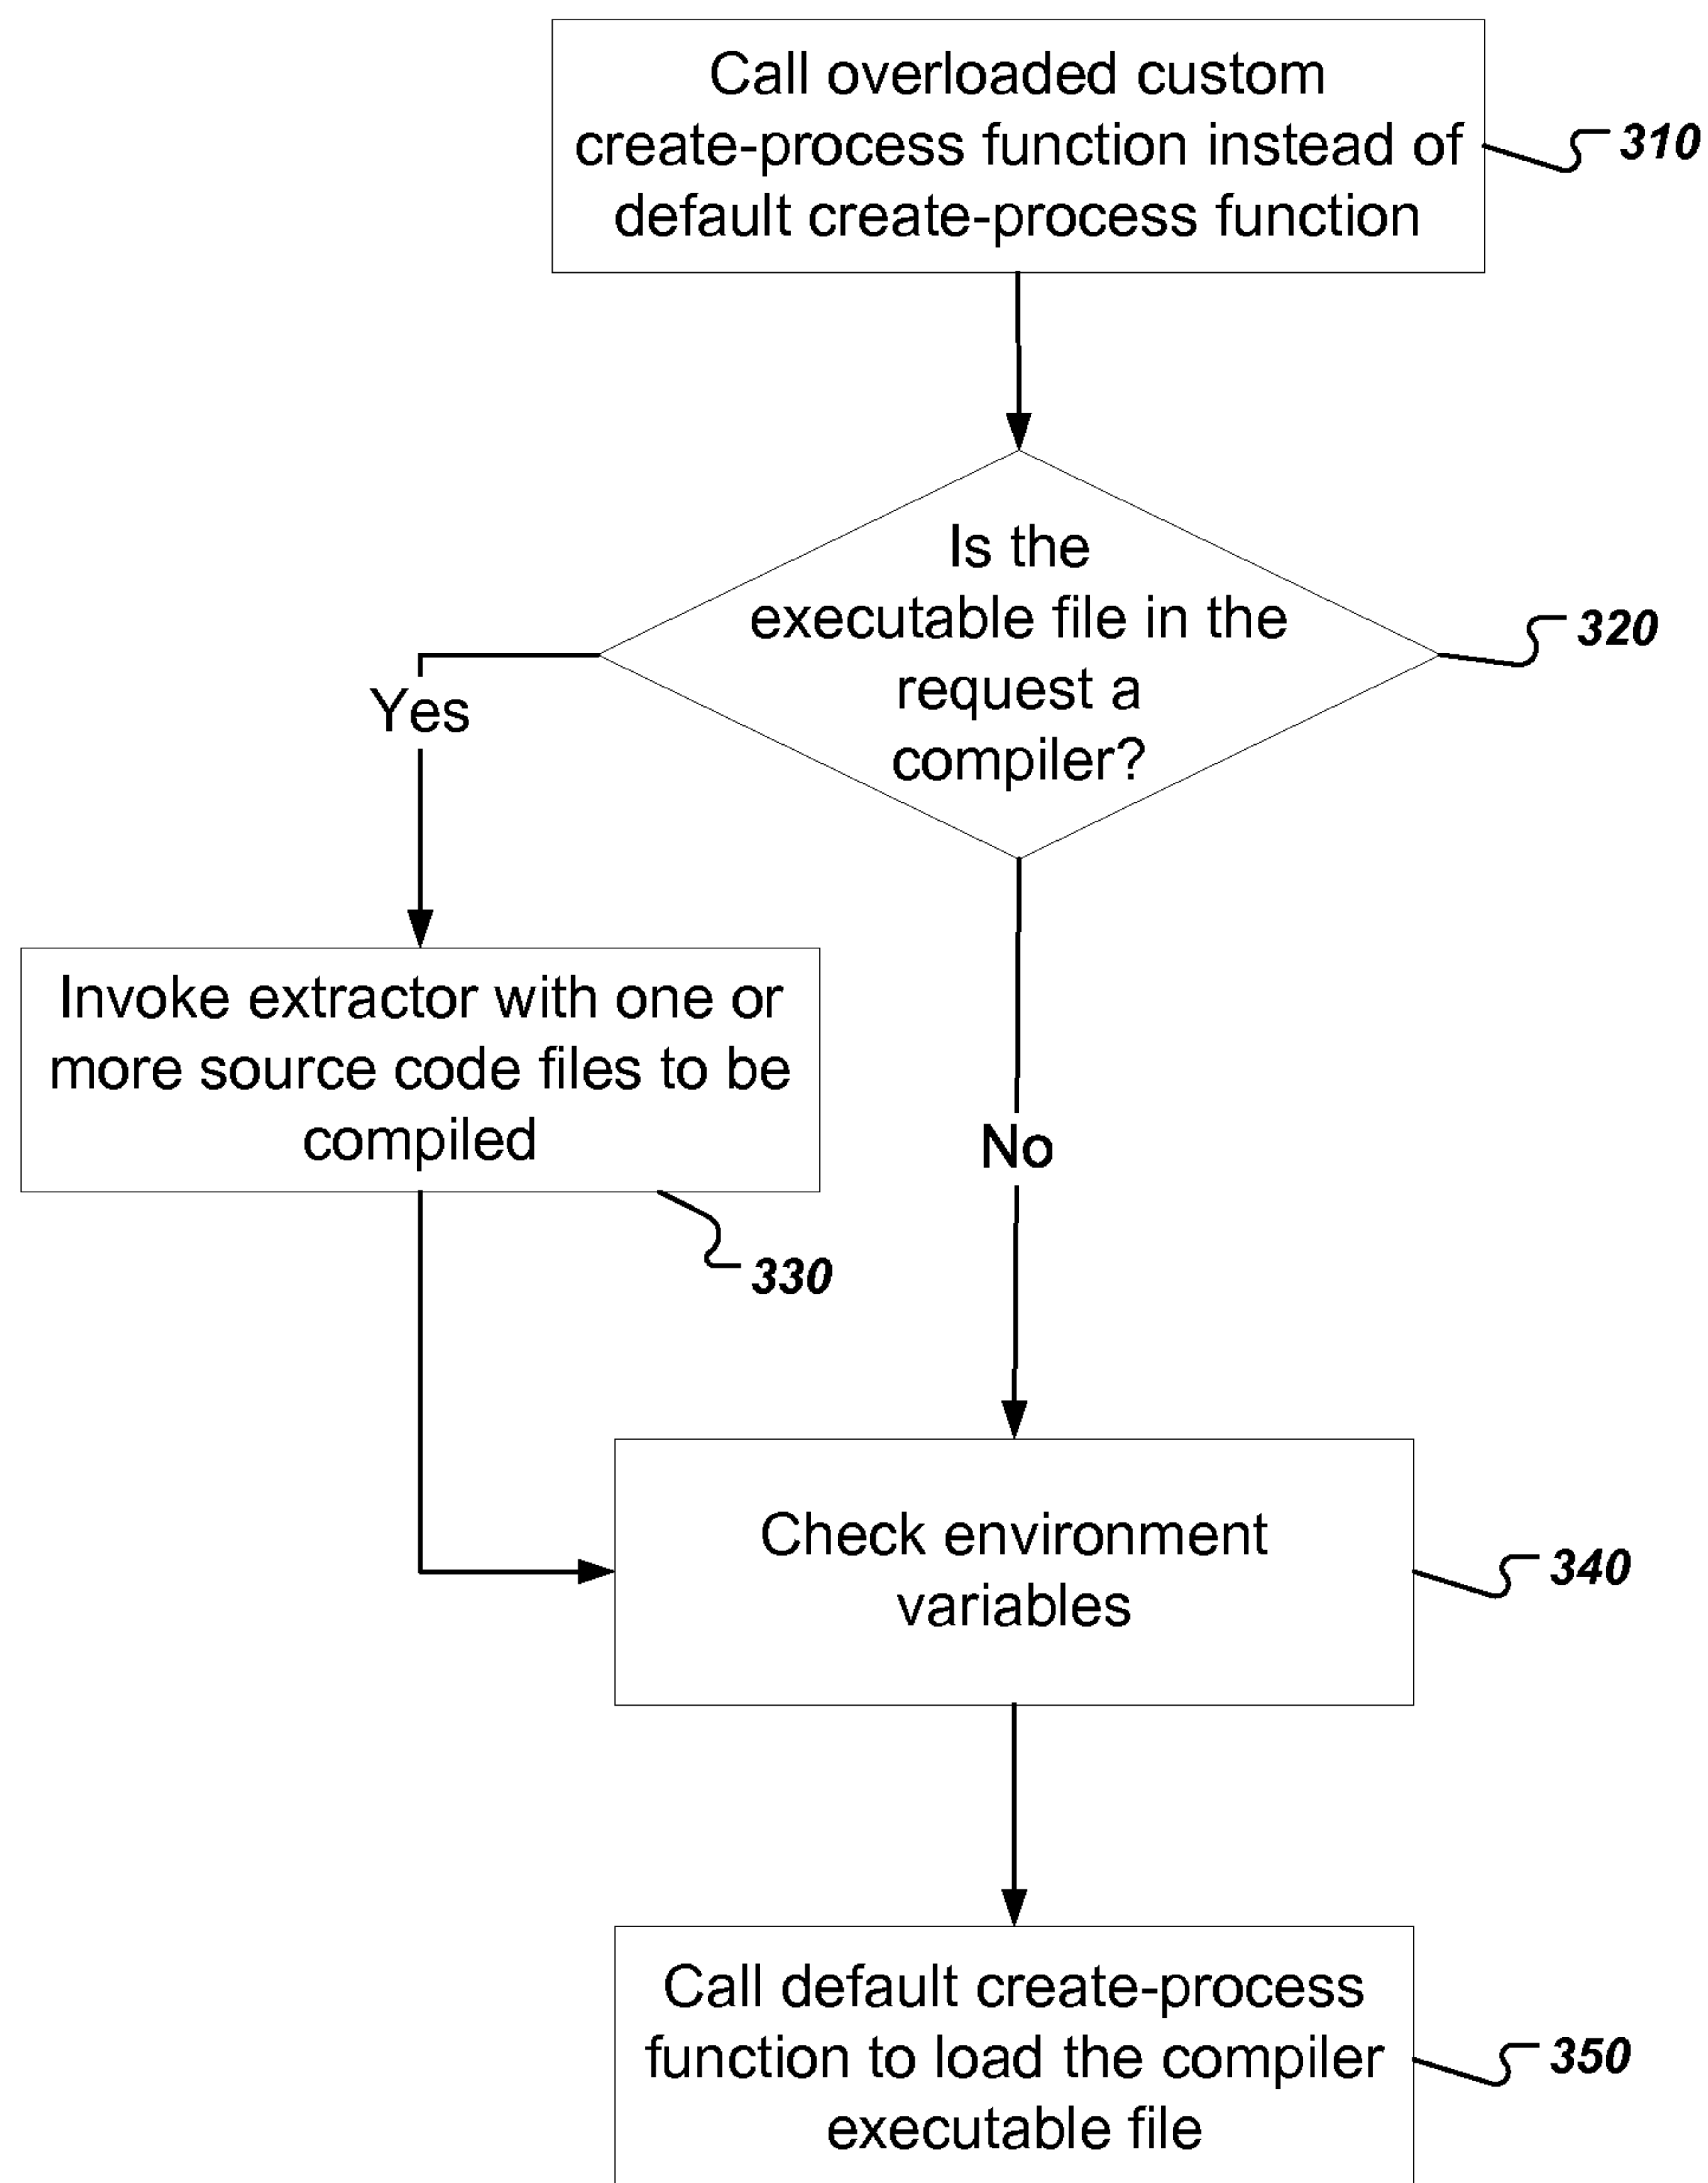 Call overloaded custom
create-process function instead of
default create-process function
310
Is the
executable file in the
request a
compiler?
320
Yes
Invoke extractor with one or
more source code files to be
compiled
330
No
Check environment
variables
340
Call default create-process
function to load the compiler
executable file
350